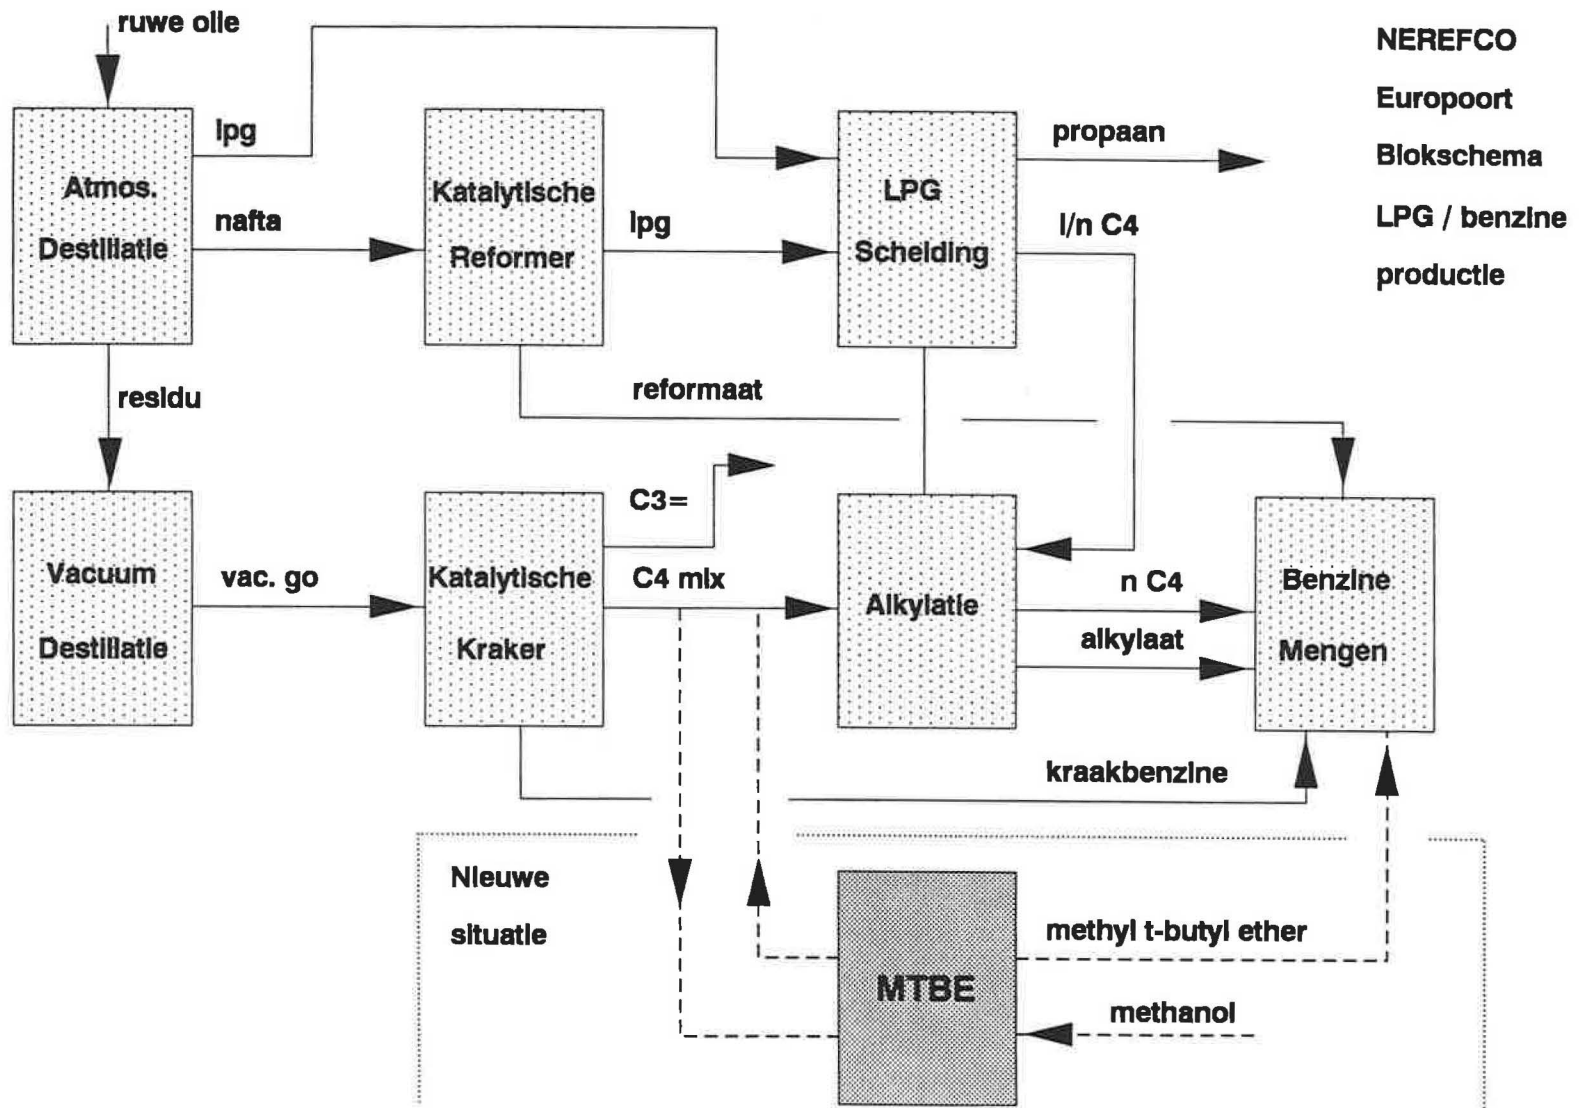 ruwe olie
NEREFCO
Europoort
Blokschema
LPG / benzine
productie
lpg
propaan
Atmos.
Destillatie
Katalytische
Reformer
LPG
Scheiding
nafta
lpg
i/n C4
residu
reformaat
C3=
Vacuum
Destillatie
vac. go
Katalytische
Kraker
C4 mix
Alkylatie
n C4
alkylaat
Benzine
Mengen
kraakbenzine
Nieuwe
situatie
MTBE
methyl t-butyl ether
methanol